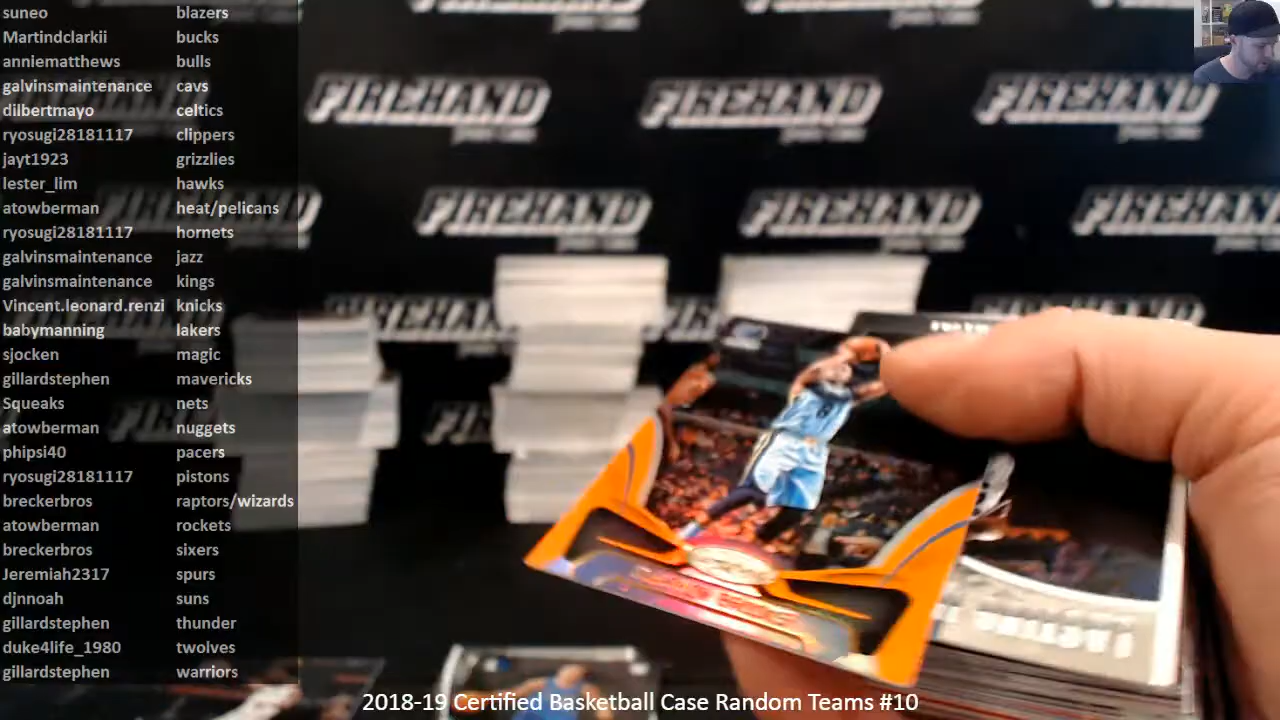 suneo blazers
Martindclarkii bucks
anniematthews bulls
galvinsmaintenance cavs
dilbertmayo celtics
ryosugi28181117 clippers
jayt1923 grizzlies
lester_lim hawks
atowberman heat/pelicans
ryosugi28181117 hornets
galvinsmaintenance jazz
galvinsmaintenance kings
Vincent.leonard.renzi knicks
babymanning lakers
sjocken magic
gillardstephen mavericks
Squeaks nets
atowberman nuggets
phipsi40 pacers
ryosugi28181117 pistons
breckerbros raptors/wizards
atowberman rockets
breckerbros sixers
Jeremiah2317 spurs
djnnoah suns
gillardstephen thunder
duke4life_1980 twolves
gillardstephen warriors
FIREHAND FIREHAND FIREHAND
FIREHAND FIREHAND FIREHAND
2018-19 Certified Basketball Case Random Teams #10